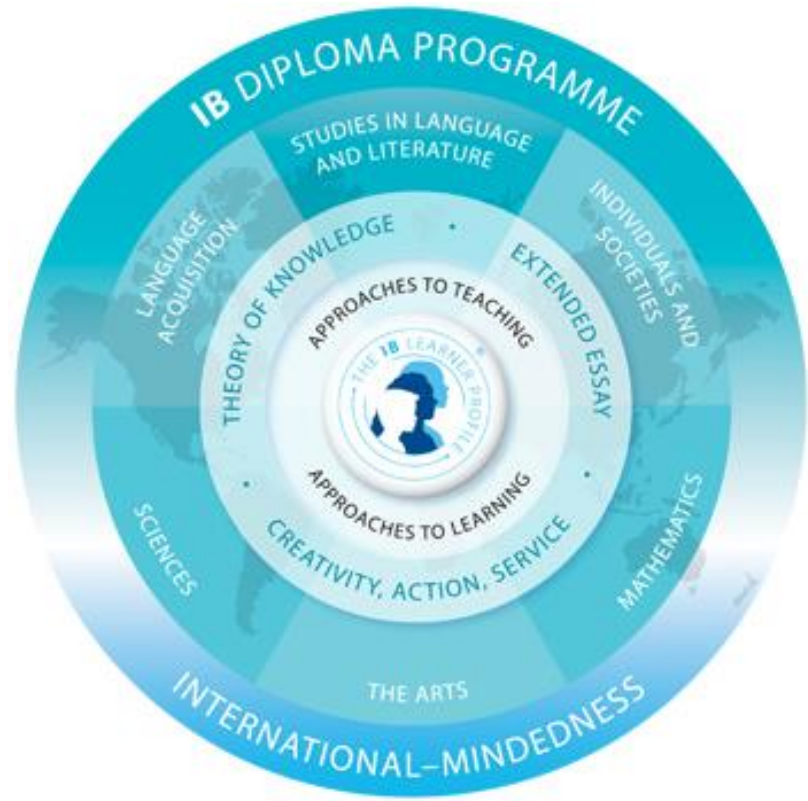 IB DIPLOMA PROGRAMME
STUDIES IN LANGUAGE
AND LITERATURE
LANGUAGE
ACQUISITION
INDIVIDUALS AND
SOCIETIES
THEORY OF KNOWLEDGE
•
EXTENDED ESSAY
•
CREATIVITY, ACTION, SERVICE
•
APPROACHES TO TEACHING
• THE IB LEARNER PROFILE •
®
APPROACHES TO LEARNING
SCIENCES
MATHEMATICS
THE ARTS
INTERNATIONAL–MINDEDNESS